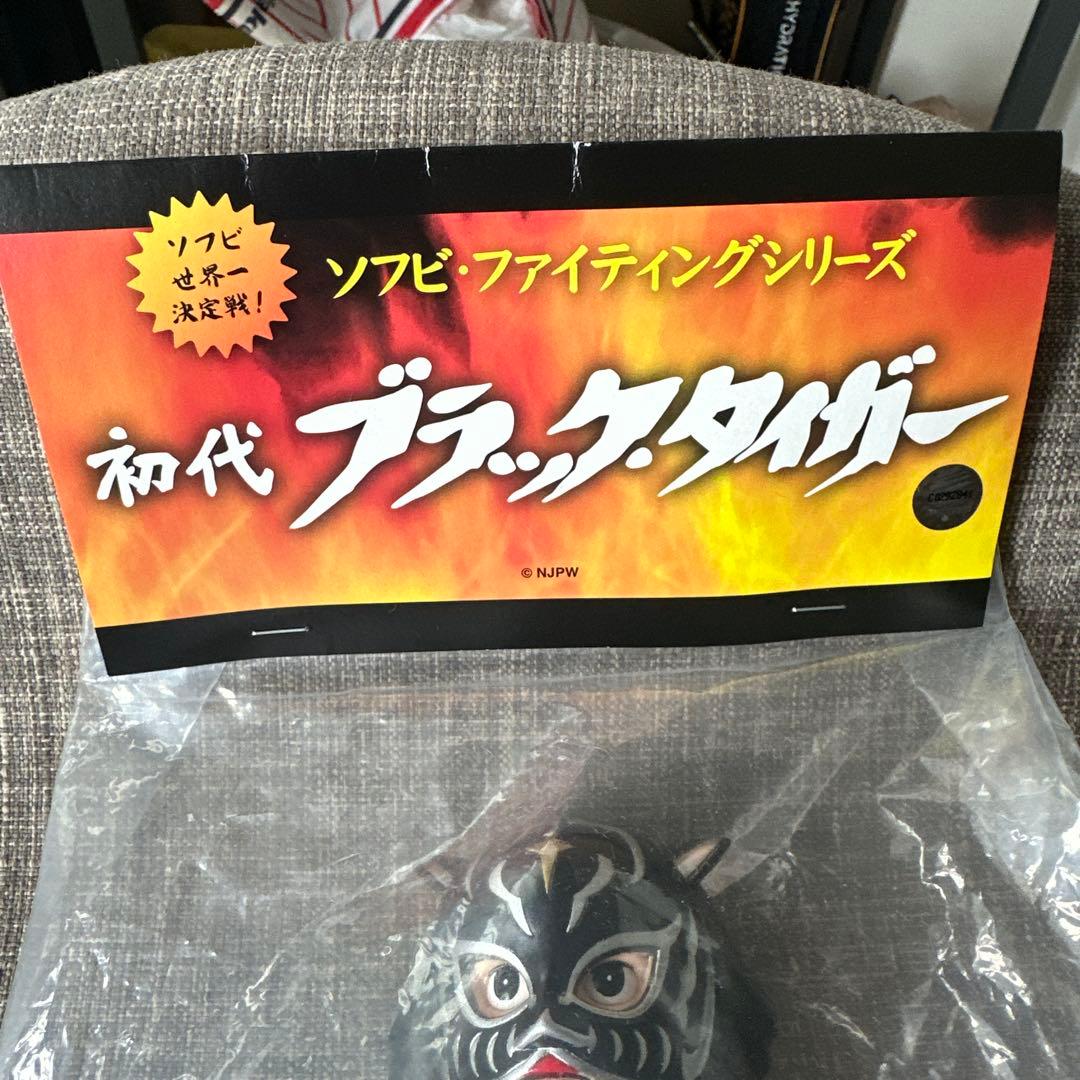 ソフビ
世界一
決定戦!
ソフビ・ファイティングシリーズ
初代 ブラック・タイガー
© NJPW